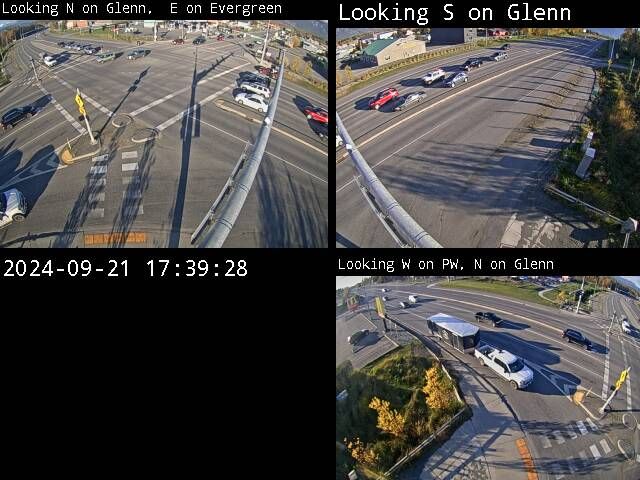 Looking N on Glenn,  E on Evergreen
Looking S on Glenn
2024-09-21 17:39:28
Looking W on PW, N on Glenn